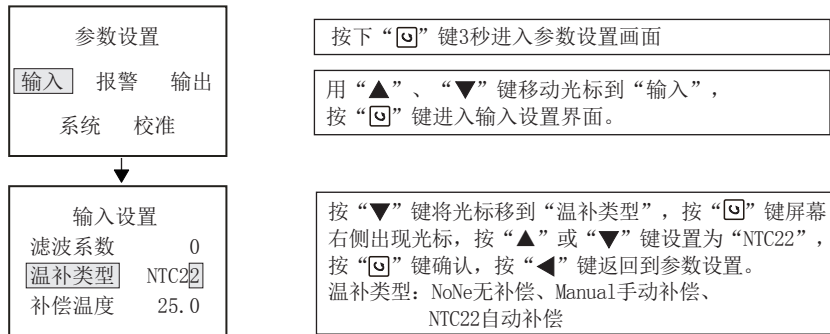 参数设置
输入 报警 输出
系统 校准
按下“”键3秒进入参数设置画面
用“▲”、“▼”键移动光标到“输入”，
按“”键进入输入设置界面。
输入设置
滤波系数 0
温补类型 NTC22
补偿温度 25.0
按“▼”键将光标移到“温补类型”，按“”键屏幕
右侧出现光标，按“▲”或“▼”键设置为“NTC22”，
按“”键确认，按“◀”键返回到参数设置。
温补类型：NoNe无补偿、Manual手动补偿、
NTC22自动补偿